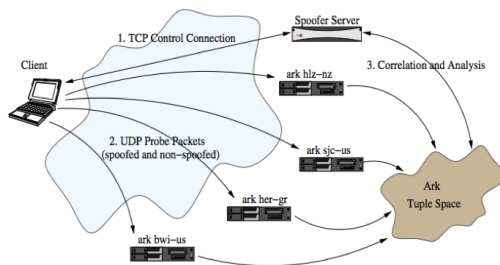 1. TCP Control Connection
Spoofer Server
Client
ark hlz-nz
3. Correlation and Analysis
2. UDP Probe Packets
(spoofed and non-spoofed)
ark sjc-us
Ark
Tuple Space
ark her-gr
ark bwi-us